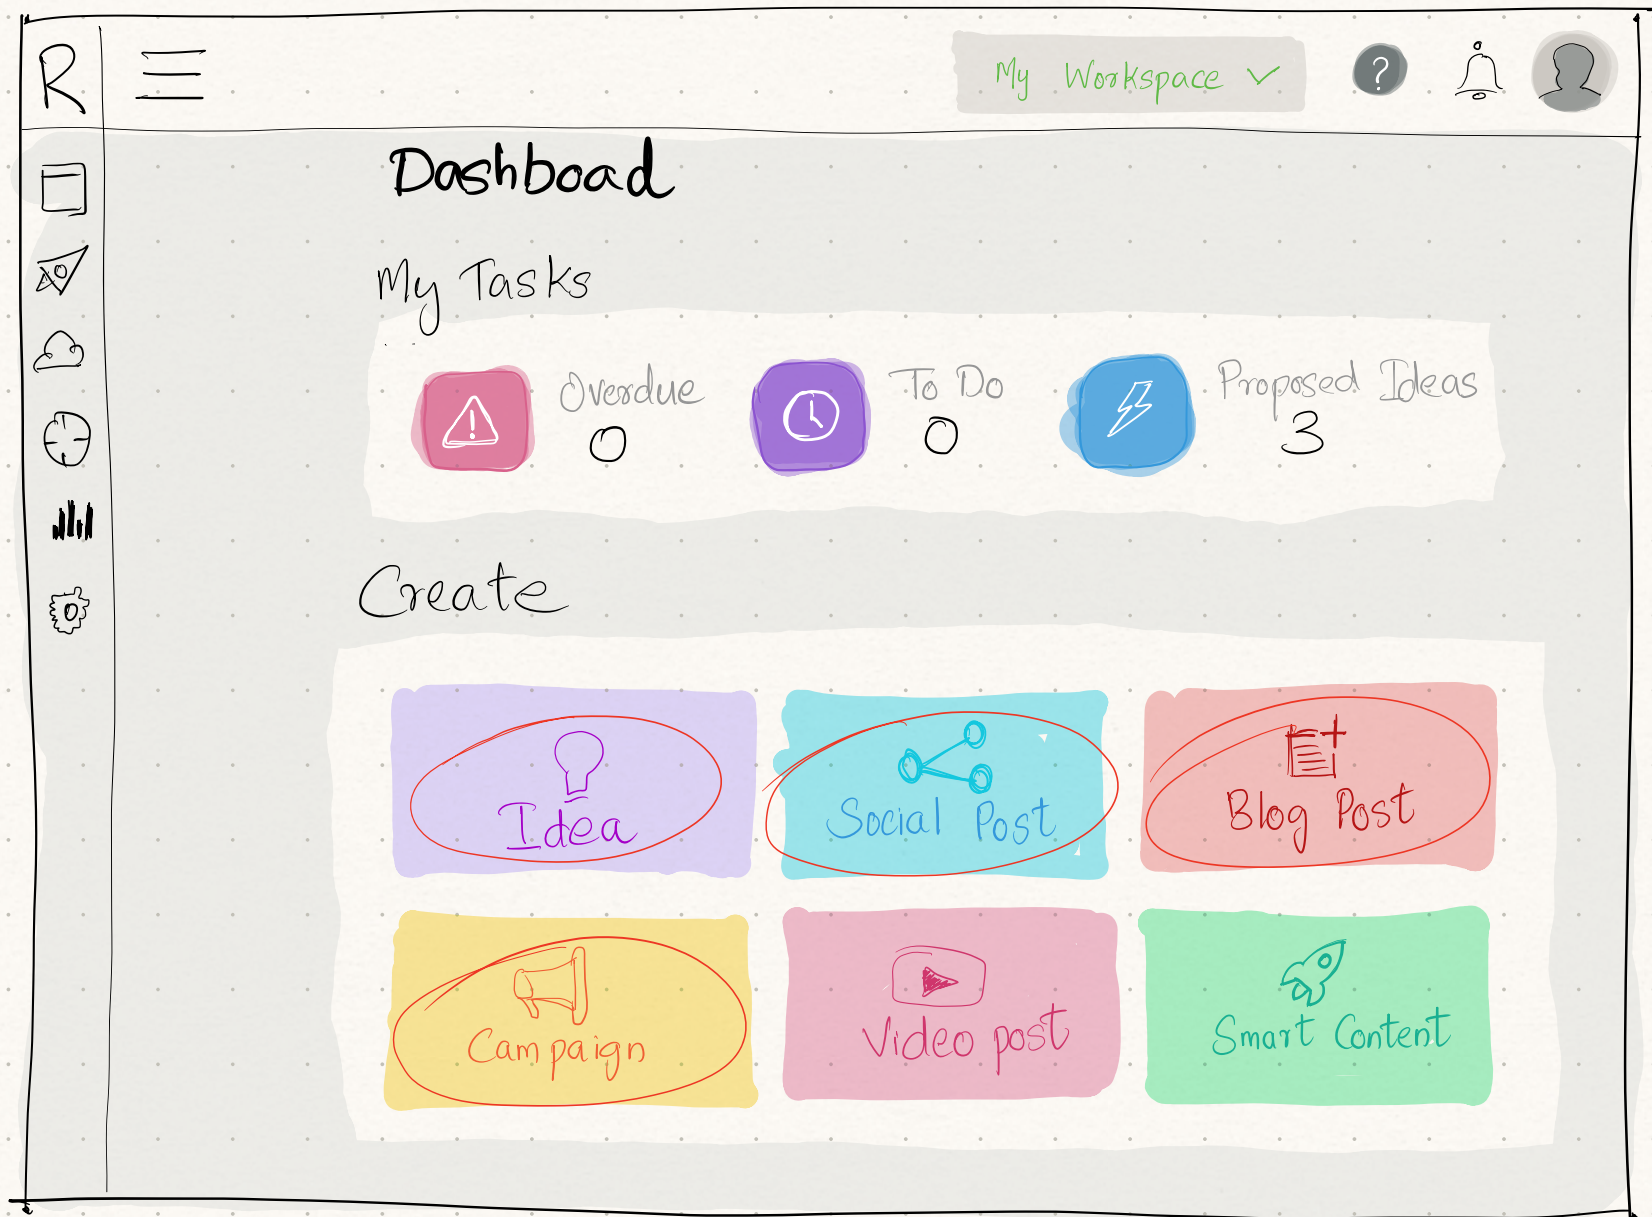 R
My Workspace
?
Dashboad
My Tasks
Overdue
0
To Do
0
Proposed Ideas
3
Create
Idea
Social Post
Blog Post
Campaign
Video post
Smart Content